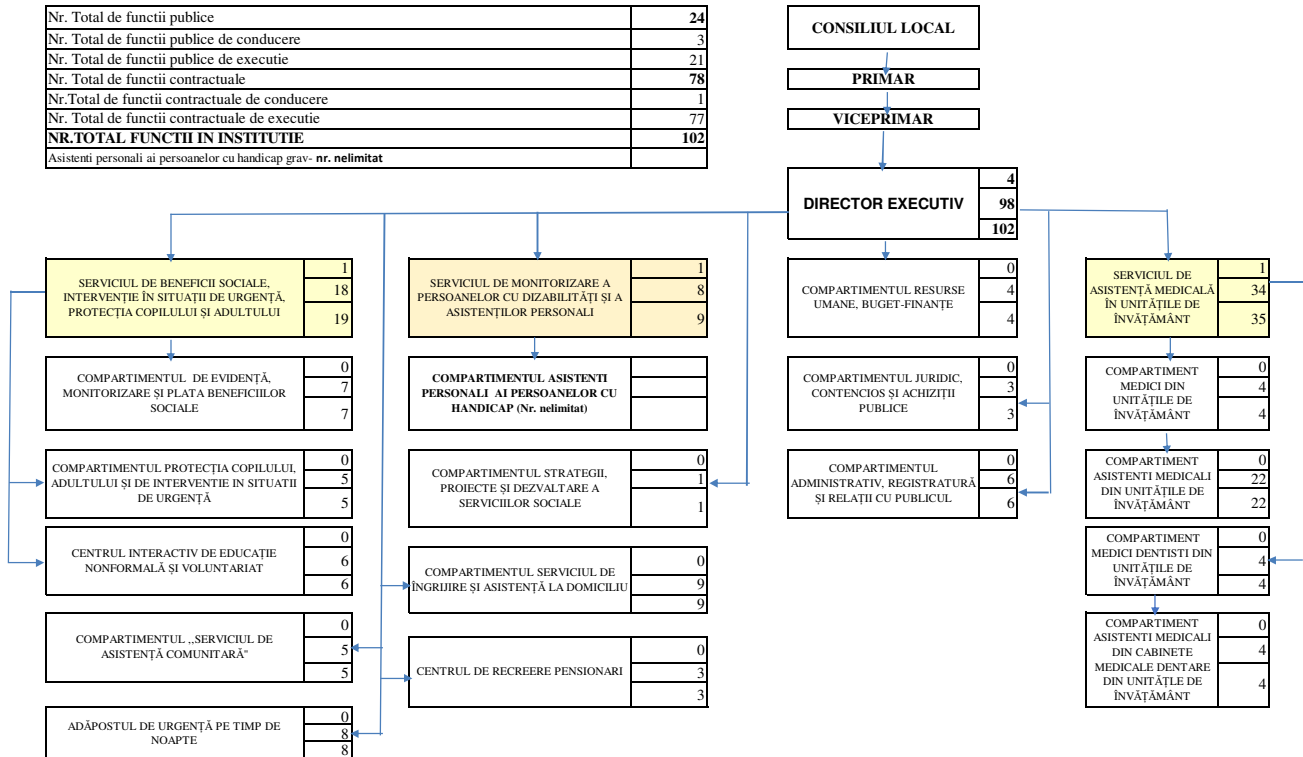 Nr. Total de functii publice 24
Nr. Total de functii publice de conducere 3
Nr. Total de functii publice de executie 21
Nr. Total de functii contractuale 78
Nr.Total de functii contractuale de conducere 1
Nr. Total de functii contractuale de executie 77
NR.TOTAL FUNCTII IN INSTITUTIE 102
Asistenti personali ai persoanelor cu handicap grav- nr. nelimitat
CONSILIUL LOCAL
PRIMAR
VICEPRIMAR
DIRECTOR EXECUTIV
4
98
102
SERVICIUL DE BENEFICII SOCIALE,
INTERVENȚIE ÎN SITUAȚII DE URGENȚĂ,
PROTECȚIA COPILULUI ȘI ADULTULUI
1
18
19
SERVICIUL DE MONITORIZARE A
PERSOANELOR CU DIZABILITĂȚI ȘI A
ASISTENȚILOR PERSONALI
1
8
9
COMPARTIMENTUL RESURSE
UMANE, BUGET-FINANȚE
0
4
4
SERVICIUL DE
ASISTENȚĂ MEDICALĂ
ÎN UNITĂȚILE DE
ÎNVĂȚĂMÂNT
1
34
35
COMPARTIMENTUL DE EVIDENȚĂ,
MONITORIZARE ȘI PLATA BENEFICIILOR
SOCIALE
0
7
7
COMPARTIMENTUL ASISTENTI
PERSONALI AI PERSOANELOR CU
HANDICAP (Nr. nelimitat)
COMPARTIMENTUL JURIDIC,
CONTENCIOS ȘI ACHIZIȚII
PUBLICE
0
3
3
COMPARTIMENT
MEDICI DIN
UNITĂȚILE DE
ÎNVĂȚĂMÂNT
0
4
4
COMPARTIMENTUL PROTECȚIA COPILULUI,
ADULTULUI ȘI DE INTERVENTIE IN SITUATII
DE URGENȚĂ
0
5
5
COMPARTIMENTUL STRATEGII,
PROIECTE ȘI DEZVALTARE A
SERVICIILOR SOCIALE
0
1
1
COMPARTIMENTUL
ADMINISTRATIV, REGISTRATURĂ
ȘI RELAȚII CU PUBLICUL
0
6
6
COMPARTIMENT
ASISTENTI MEDICALI
DIN UNITĂȚILE DE
ÎNVĂȚĂMÂNT
0
22
22
CENTRUL INTERACTIV DE EDUCAȚIE
NONFORMALĂ ȘI VOLUNTARIAT
0
6
6
COMPARTIMENTUL SERVICIUL DE
ÎNGRIJIRE ȘI ASISTENȚĂ LA DOMICILIU
0
9
9
COMPARTIMENT
MEDICI DENTISTI DIN
UNITĂȚILE DE
ÎNVĂȚĂMÂNT
0
4
4
COMPARTIMENTUL ,,SERVICIUL DE
ASISTENȚĂ COMUNITARĂ"
0
5
5
CENTRUL DE RECREERE PENSIONARI
0
3
3
COMPARTIMENT
ASISTENTI MEDICALI
DIN CABINETE
MEDICALE DENTARE
DIN UNITĂȚLE DE
ÎNVĂȚĂMÂNT
0
4
4
ADĂPOSTUL DE URGENȚĂ PE TIMP DE
NOAPTE
0
8
8